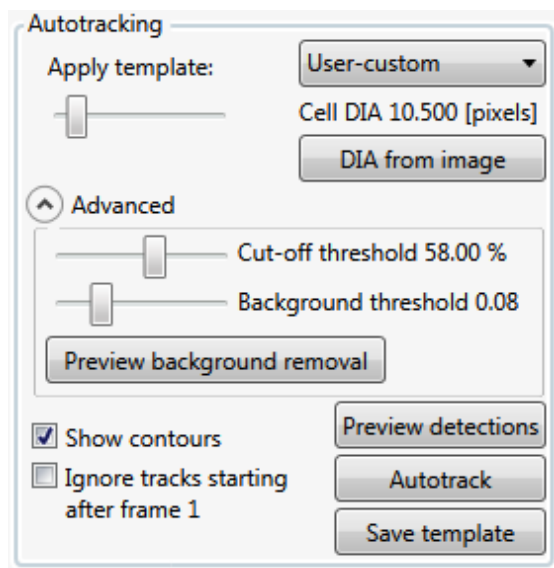 Autotracking
Apply template:
User-custom
Cell DIA 10.500 [pixels]
DIA from image
Advanced
Cut-off threshold 58.00 %
Background threshold 0.08
Preview background removal
Show contours
Preview detections
Ignore tracks starting
after frame 1
Autotrack
Save template